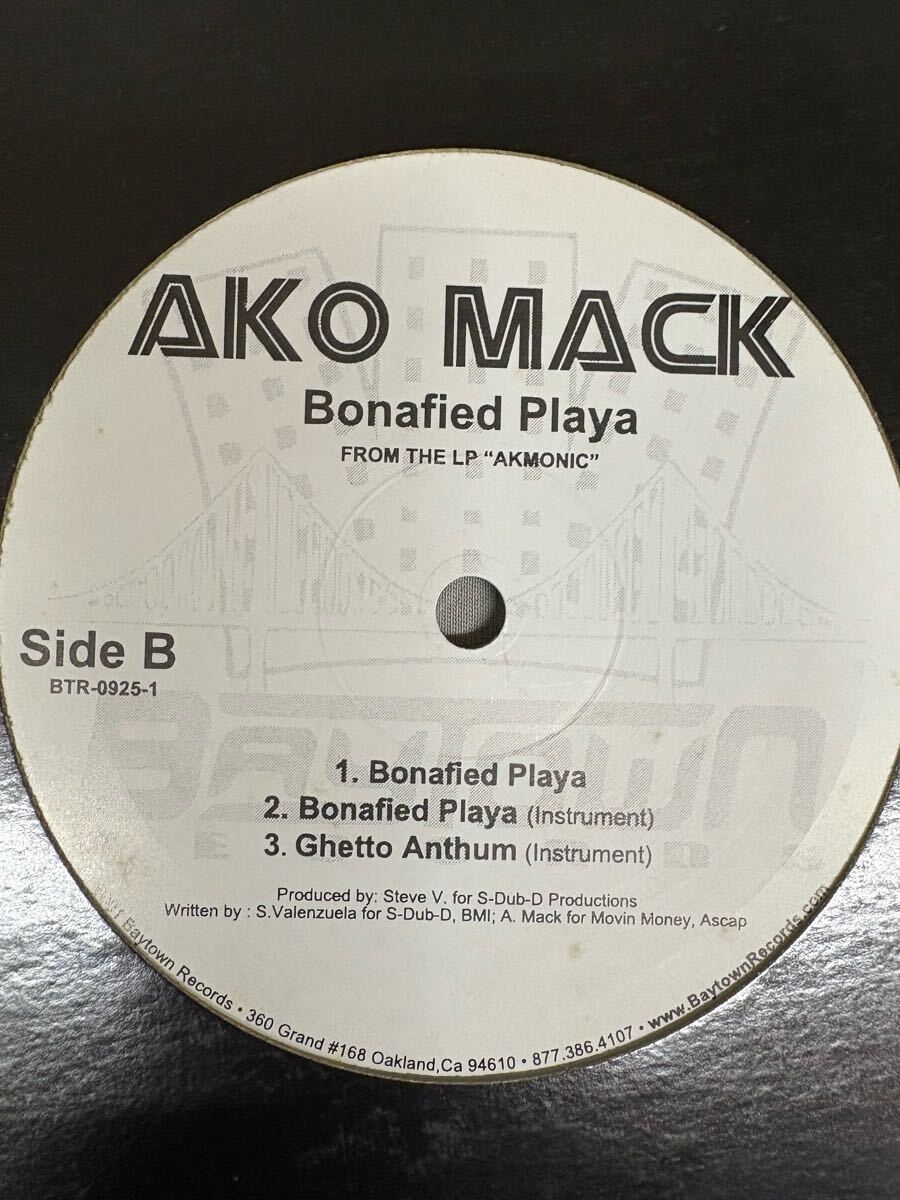 AKO MACK
Bonafied Playa
FROM THE LP “AKMONIC”
Side B
BTR-0925-1
1. Bonafied Playa
2. Bonafied Playa (Instrument)
3. Ghetto Anthum (Instrument)
Produced by: Steve V. for S-Dub-D Productions
Written by : S.Valenzuela for S-Dub-D, BMI; A. Mack for Movin Money, Ascap
Baytown Records • 360 Grand #168 Oakland,Ca 94610 • 877.386.4107 • www.BaytownRecords.com
BAYTOWN